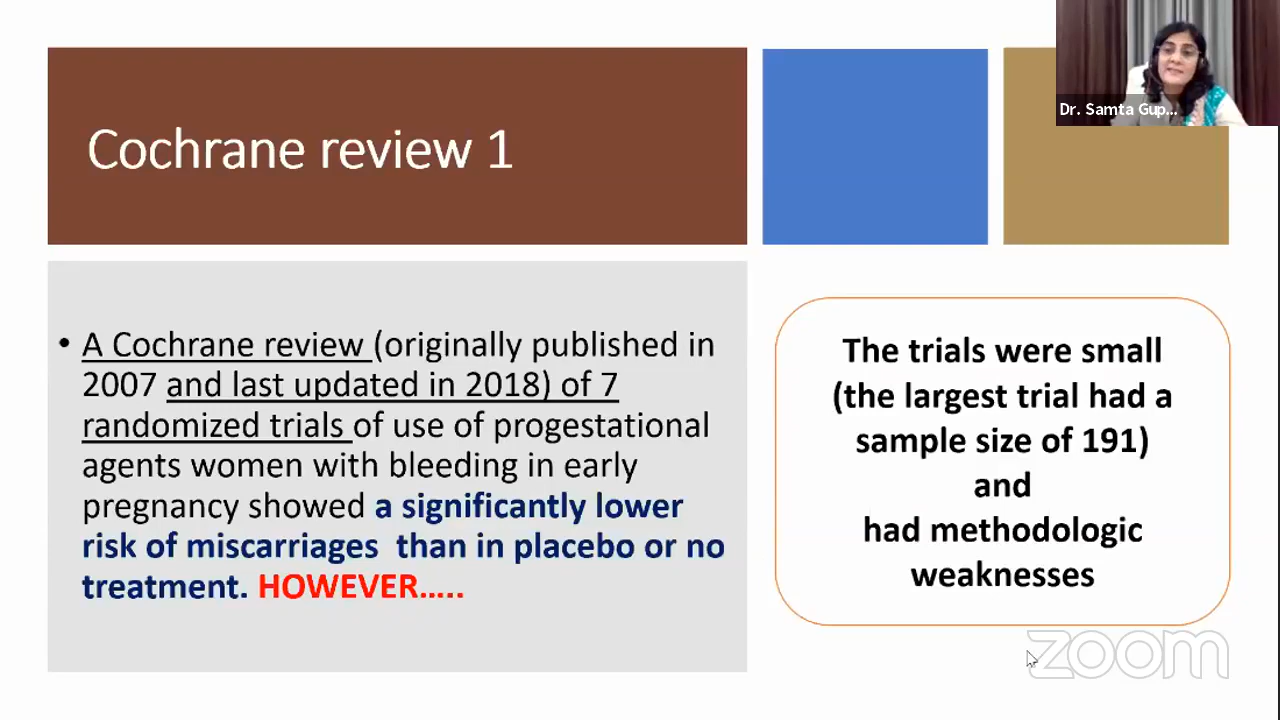 Cochrane review 1
Dr. Samta Gup...
• A Cochrane review (originally published in
2007 and last updated in 2018) of 7
randomized trials of use of progestational
agents women with bleeding in early
pregnancy showed a significantly lower
risk of miscarriages than in placebo or no
treatment. HOWEVER.....
The trials were small
(the largest trial had a
sample size of 191)
and
had methodologic
weaknesses
zoom